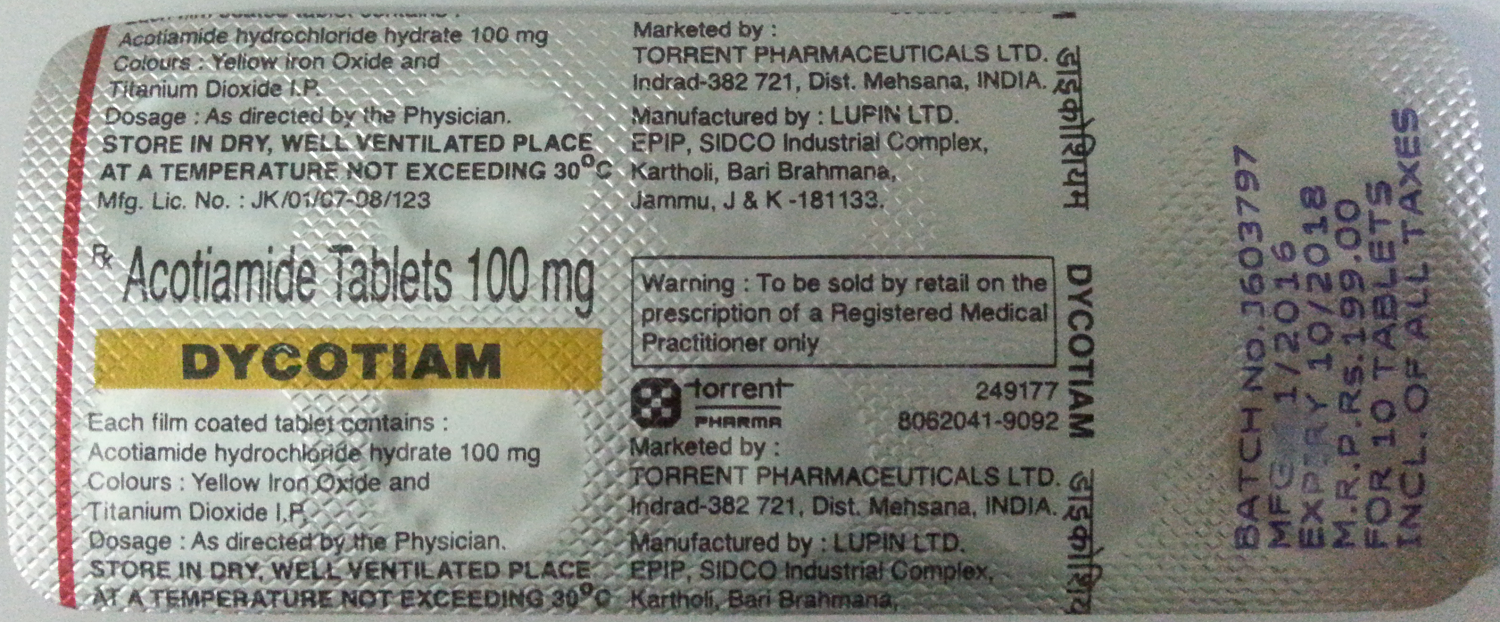 Acotiamide hydrochloride hydrate 100 mg
Colours : Yellow iron Oxide and
Titanium Dioxide I.P.
Dosage : As directed by the Physician.
STORE IN DRY, WELL VENTILATED PLACE
AT A TEMPERATURE NOT EXCEEDING 30°C
Mfg. Lic. No. : JK/01/07-08/123
Rx Acotiamide Tablets 100 mg
DYCOTIAM
Each film coated tablet contains :
Acotiamide hydrochloride hydrate 100 mg
Colours : Yellow Iron Oxide and
Titanium Dioxide I.P.
Dosage : As directed by the Physician.
STORE IN DRY, WELL VENTILATED PLACE
AT A TEMPERATURE NOT EXCEEDING 30°C
Marketed by :
TORRENT PHARMACEUTICALS LTD.
Indrad-382 721, Dist. Mehsana, INDIA.
Manufactured by : LUPIN LTD.
EPIP, SIDCO Industrial Complex,
Kartholi, Bari Brahmana,
Jammu, J & K -181133.
Warning : To be sold by retail on the
prescription of a Registered Medical
Practitioner only
torrent
PHARMA
249177
8062041-9092
Marketed by :
TORRENT PHARMACEUTICALS LTD.
Indrad-382 721, Dist. Mehsana, INDIA.
Manufactured by : LUPIN LTD.
EPIP, SIDCO Industrial Complex,
Kartholi, Bari Brahmana,
डाइकोटियम
DYCOTIAM
BATCH NO.J603797
MFG 11/2016
EXPIRY 10/2018
M.R.P.Rs.199.00
FOR 10 TABLETS
INCL. OF ALL TAXES